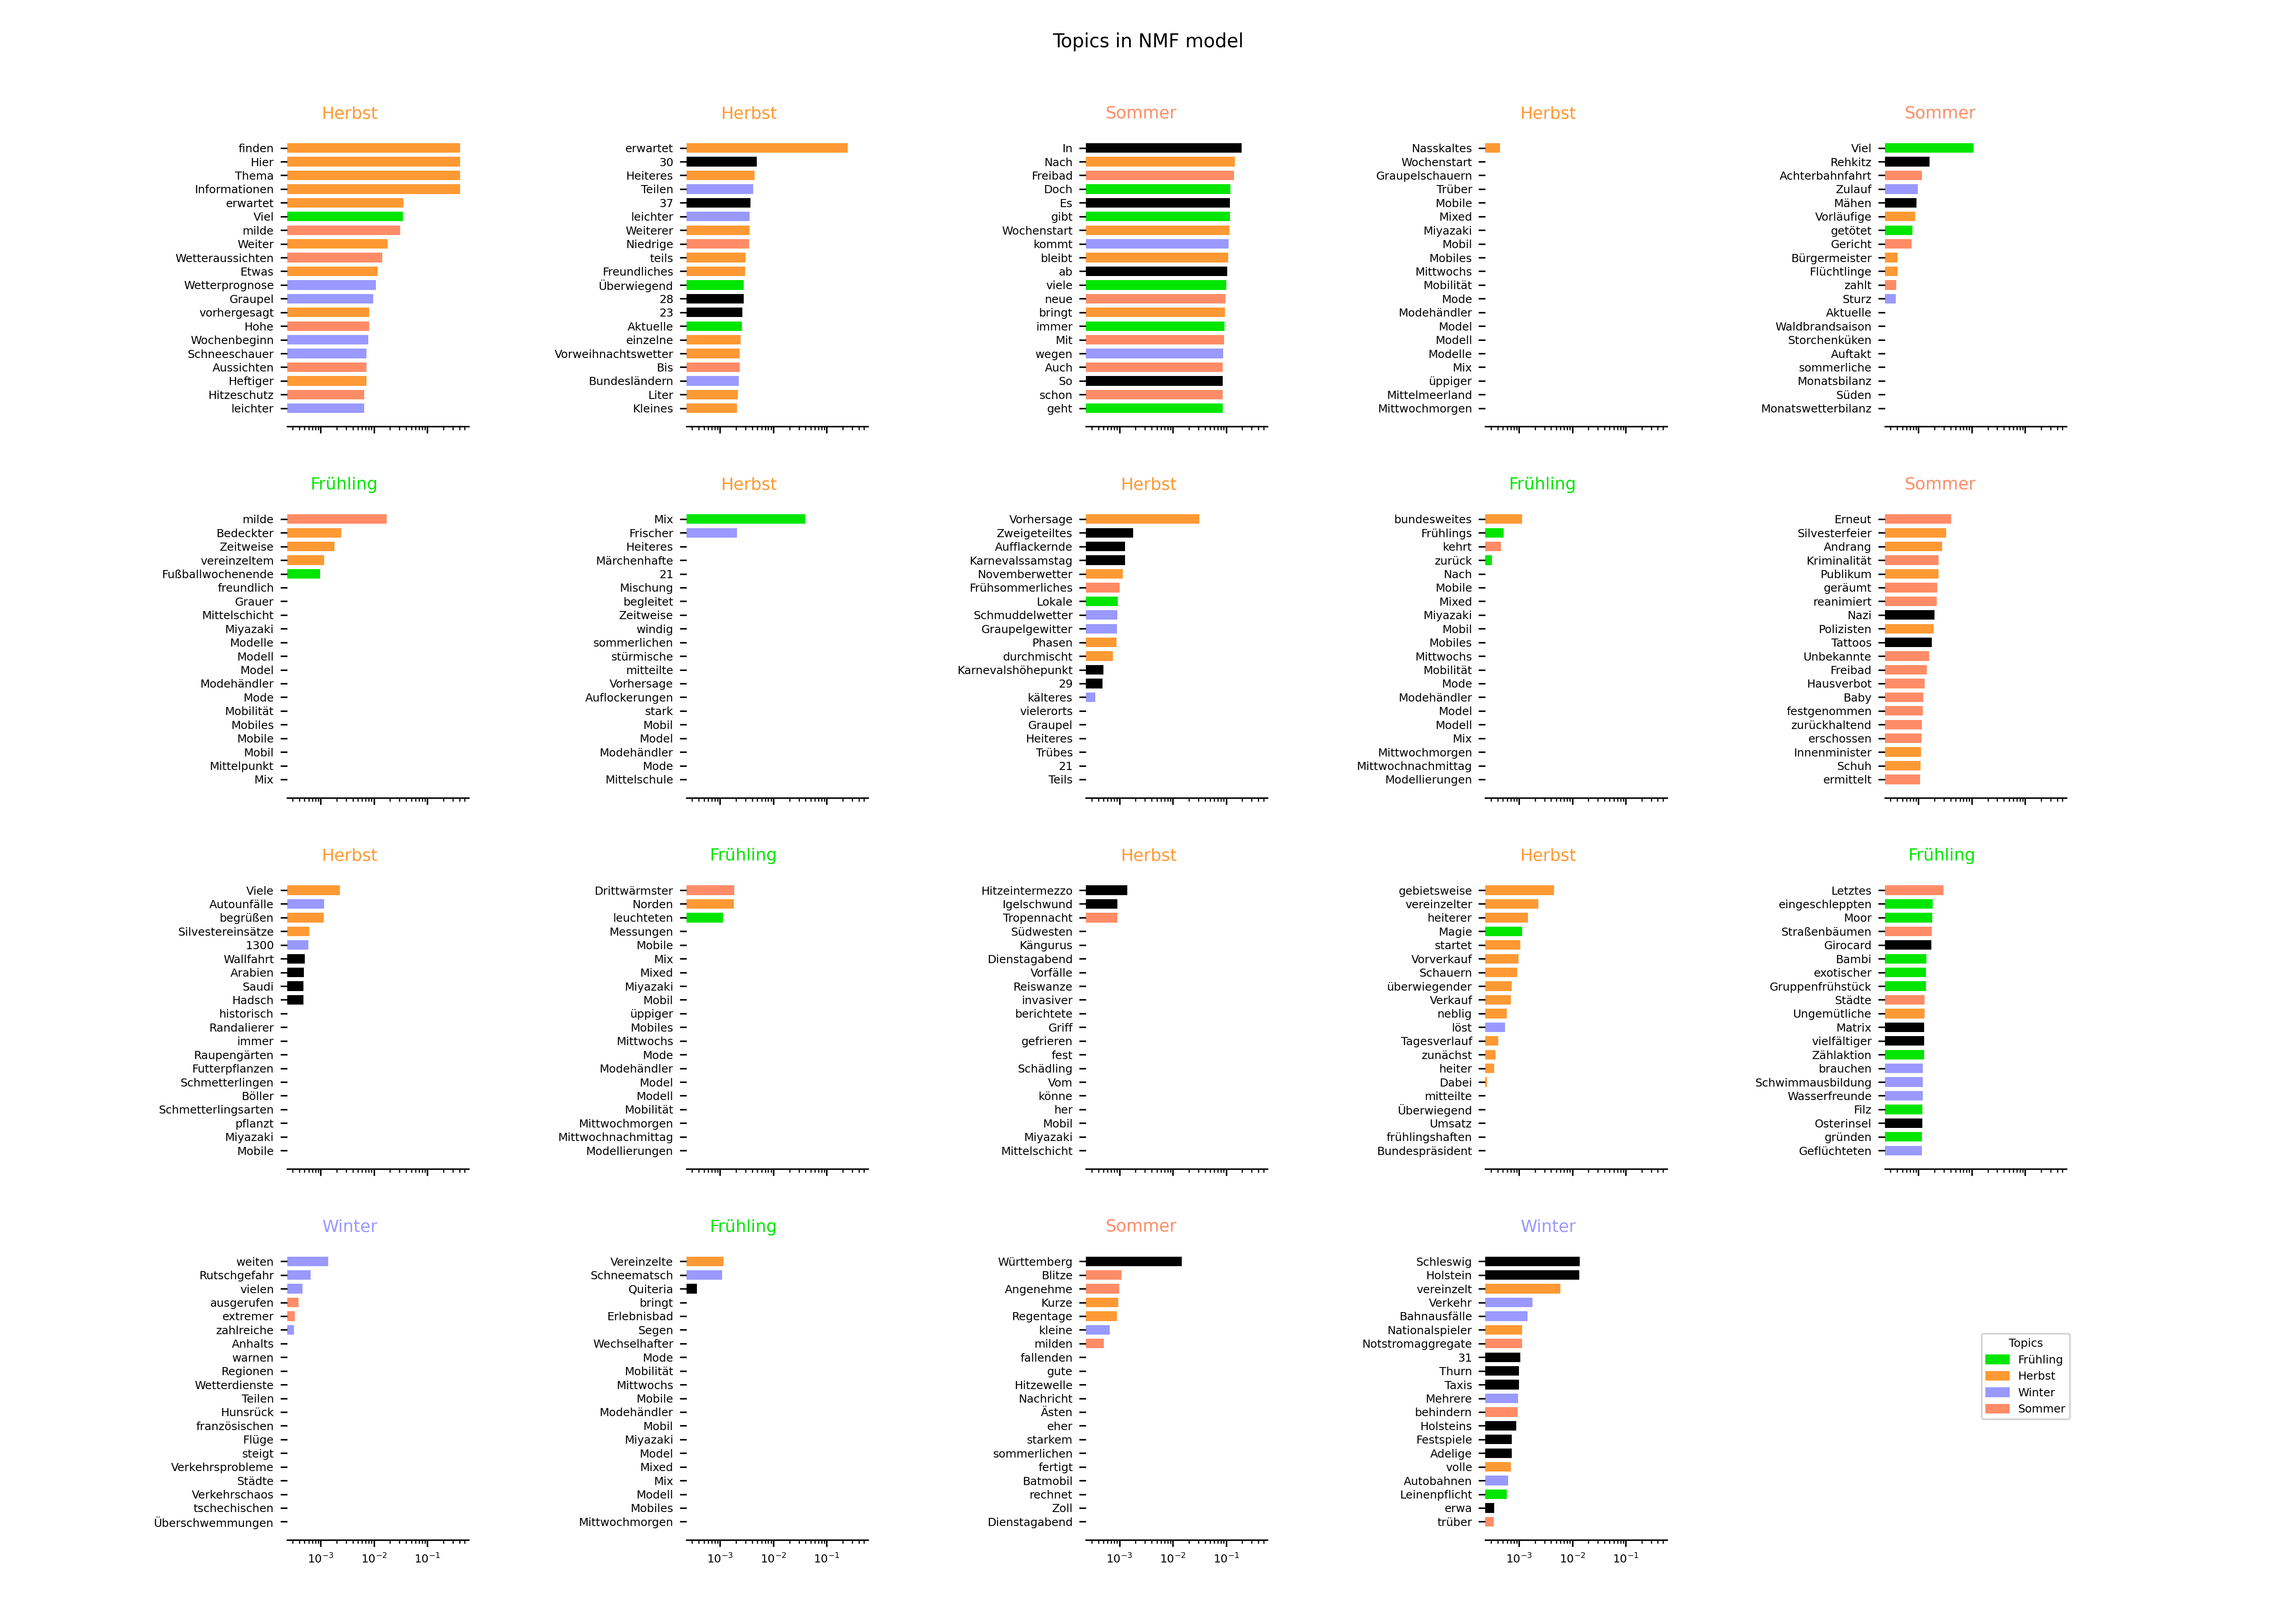 Topics in NMF model
Herbst
finden
Hier
Thema
Informationen
erwartet
Viel
milde
Weiter
Wetteraussichten
Etwas
Wetterprognose
Graupel
vorhergesagt
Hohe
Wochenbeginn
Schneeschauer
Aussichten
Heftiger
Hitzeschutz
leichter
Herbst
erwartet
30
Heiteres
Teilen
37
leichter
Weiterer
Niedrige
teils
Freundliches
Überwiegend
28
23
Aktuelle
einzelne
Vorweihnachtswetter
Bis
Bundesländern
Liter
Kleines
Sommer
In
Nach
Freibad
Doch
Es
gibt
Wochenstart
kommt
bleibt
ab
viele
neue
bringt
immer
Mit
wegen
Auch
So
schon
geht
Herbst
Nasskaltes
Wochenstart
Graupelschauern
Trüber
Mobile
Mixed
Miyazaki
Mobil
Mobiles
Mittwochs
Mobilität
Mode
Modehändler
Model
Modell
Modelle
Mix
üppiger
Mittelmeerland
Mittwochmorgen
Sommer
Viel
Rehkitz
Achterbahnfahrt
Zulauf
Mähen
Vorläufige
getötet
Gericht
Bürgermeister
Flüchtlinge
zahlt
Sturz
Aktuelle
Waldbrandsaison
Storchenküken
Auftakt
sommerliche
Monatsbilanz
Süden
Monatswetterbilanz
Frühling
milde
Bedeckter
Zeitweise
vereinzeltem
Fußballwochenende
freundlich
Grauer
Mittelschicht
Miyazaki
Modelle
Modell
Model
Modehändler
Mode
Mobilität
Mobiles
Mobile
Mobil
Mittelpunkt
Mix
Herbst
Mix
Frischer
Heiteres
Märchenhafte
21
Mischung
begleitet
Zeitweise
windig
sommerlichen
stürmische
mitteilte
Vorhersage
Auflockerungen
stark
Mobil
Model
Modehändler
Mode
Mittelschule
Herbst
Vorhersage
Zweigeteiltes
Aufflackernde
Karnevalssamstag
Novemberwetter
Frühsommerliches
Lokale
Schmuddelwetter
Graupelgewitter
Phasen
durchmischt
Karnevalshöhepunkt
29
kälteres
vielerorts
Graupel
Heiteres
Trübes
21
Teils
Frühling
bundesweites
Frühlings
kehrt
zurück
Nach
Mobile
Mixed
Miyazaki
Mobil
Mobiles
Mittwochs
Mobilität
Mode
Modehändler
Model
Modell
Mix
Mittwochmorgen
Mittwochnachmittag
Modellierungen
Sommer
Erneut
Silvesterfeier
Andrang
Kriminalität
Publikum
geräumt
reanimiert
Nazi
Polizisten
Tattoos
Unbekannte
Freibad
Hausverbot
Baby
festgenommen
zurückhaltend
erschossen
Innenminister
Schuh
ermittelt
Herbst
Viele
Autounfälle
begrüßen
Silvestereinsätze
1300
Wallfahrt
Arabien
Saudi
Hadsch
historisch
Randalierer
immer
Raupengärten
Futterpflanzen
Schmetterlingen
Böller
Schmetterlingsarten
pflanzt
Miyazaki
Mobile
Frühling
Drittwärmster
Norden
leuchteten
Messungen
Mobile
Mix
Mixed
Miyazaki
Mobil
üppiger
Mobiles
Mittwochs
Mode
Modehändler
Model
Modell
Mobilität
Mittwochmorgen
Mittwochnachmittag
Modellierungen
Herbst
Hitzeintermezzo
Igelschwund
Tropennacht
Südwesten
Kängurus
Dienstagabend
Vorfälle
Reiswanze
invasiver
berichtete
Griff
gefrieren
fest
Schädling
Vom
könne
her
Mobil
Miyazaki
Mittelschicht
Herbst
gebietsweise
vereinzelter
heiterer
Magie
startet
Vorverkauf
Schauern
überwiegender
Verkauf
neblig
löst
Tagesverlauf
zunächst
heiter
Dabei
mitteilte
Überwiegend
Umsatz
frühlingshaften
Bundespräsident
Frühling
Letztes
eingeschleppten
Moor
Straßenbäumen
Girocard
Bambi
exotischer
Gruppenfrühstück
Städte
Ungemütliche
Matrix
vielfältiger
Zählaktion
brauchen
Schwimmausbildung
Wasserfreunde
Filz
Osterinsel
gründen
Geflüchteten
Winter
weiten
Rutschgefahr
vielen
ausgerufen
extremer
zahlreiche
Anhalts
warnen
Regionen
Wetterdienste
Teilen
Hunsrück
französischen
Flüge
steigt
Verkehrsprobleme
Städte
Verkehrschaos
tschechischen
Überschwemmungen
10⁻³ 10⁻² 10⁻¹
Frühling
Vereinzelte
Schneematsch
Quiteria
bringt
Erlebnisbad
Segen
Wechselhafter
Mode
Mobilität
Mittwochs
Mobile
Modehändler
Mobil
Miyazaki
Model
Mixed
Mix
Modell
Mobiles
Mittwochmorgen
10⁻³ 10⁻² 10⁻¹
Sommer
Württemberg
Blitze
Angenehme
Kurze
Regentage
kleine
milden
fallenden
gute
Hitzewelle
Nachricht
Ästen
eher
starkem
sommerlichen
fertigt
Batmobil
rechnet
Zoll
Dienstagabend
10⁻³ 10⁻² 10⁻¹
Winter
Schleswig
Holstein
vereinzelt
Verkehr
Bahnausfälle
Nationalspieler
Notstromaggregate
31
Thurn
Taxis
Mehrere
behindern
Holsteins
Festspiele
Adelige
volle
Autobahnen
Leinenpflicht
erwa
trüber
10⁻³ 10⁻² 10⁻¹
Topics
Frühling
Herbst
Winter
Sommer